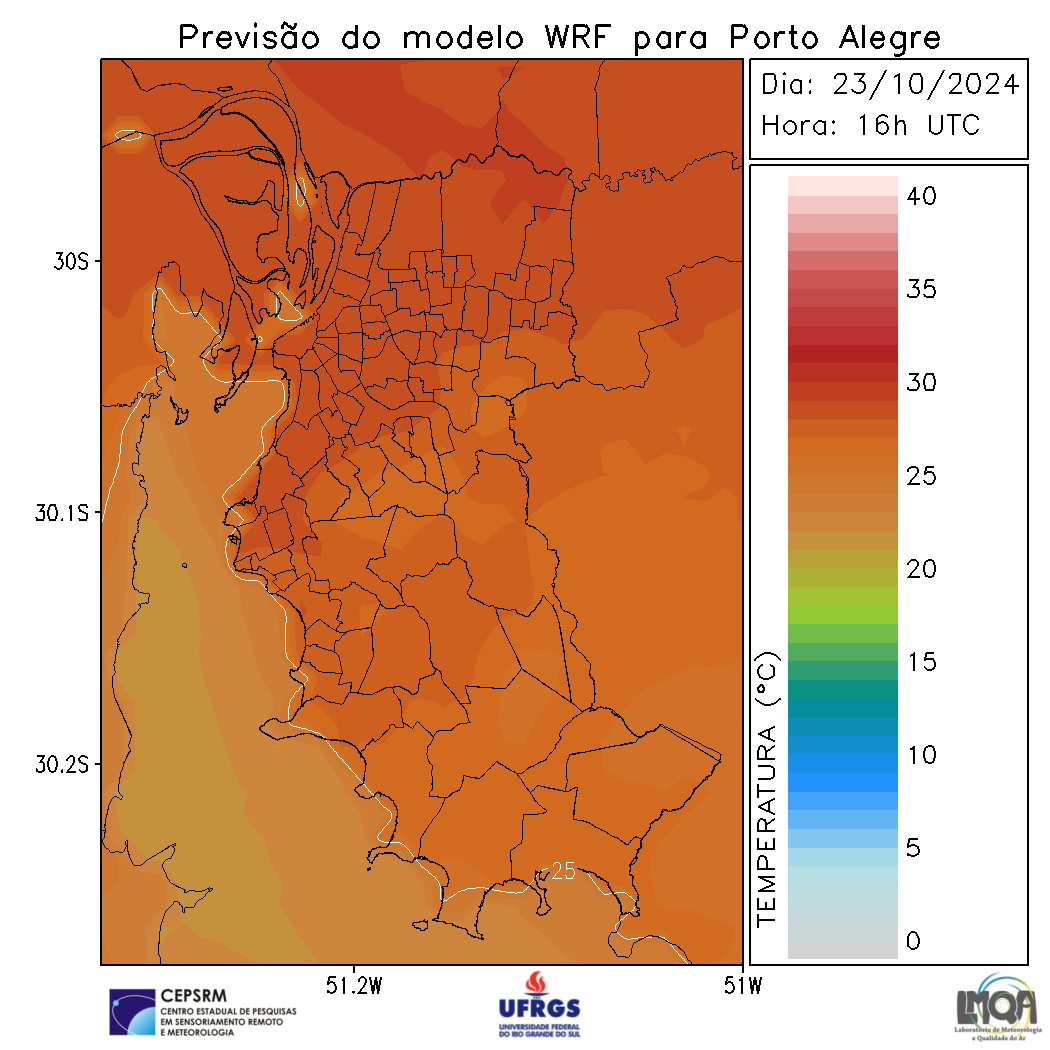 Previsão do modelo WRF para Porto Alegre
Dia: 23/10/2024
Hora: 16h UTC
40
35
30
25
20
15
10
5
0
TEMPERATURA (°C)
30S
30.1S
30.2S
25
51.2W
51W
CEPSRM
CENTRO ESTADUAL DE PESQUISAS
EM SENSORIAMENTO REMOTO
E METEOROLOGIA
UFRGS
UNIVERSIDADE FEDERAL
DO RIO GRANDE DO SUL
LMQA
Laboratório de Meteorologia
e Qualidade do Ar